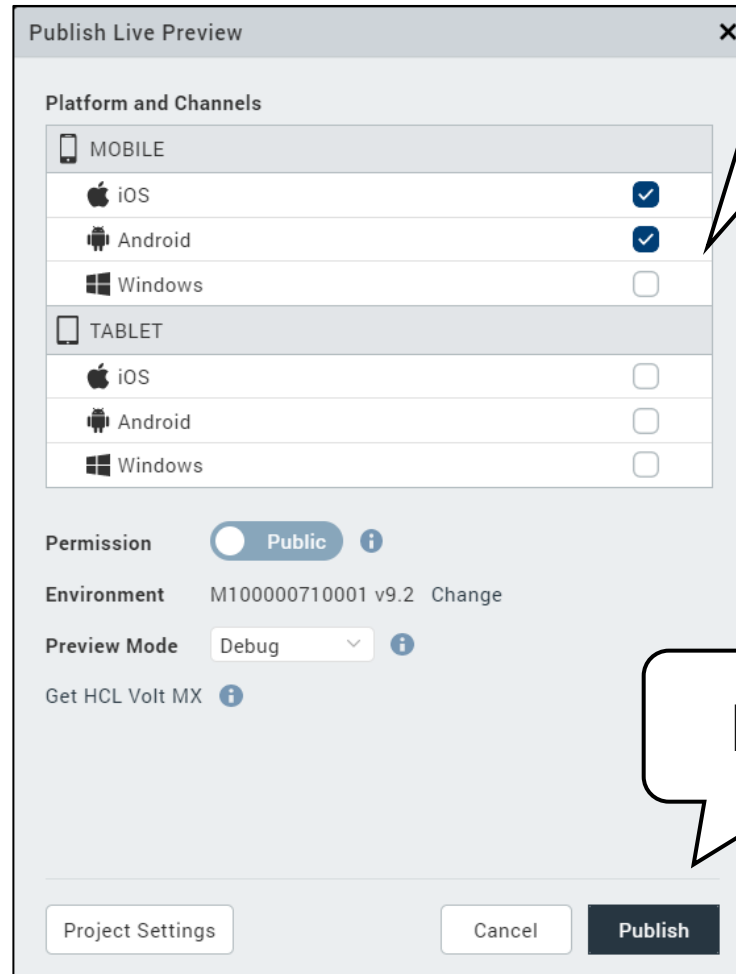 Publish Live Preview
Platform and Channels
MOBILE
iOS
Android
Windows
TABLET
iOS
Android
Windows
Permission Public
Environment M100000710001 v9.2 Change
Preview Mode Debug
Get HCL Volt MX
Project Settings Cancel Publish